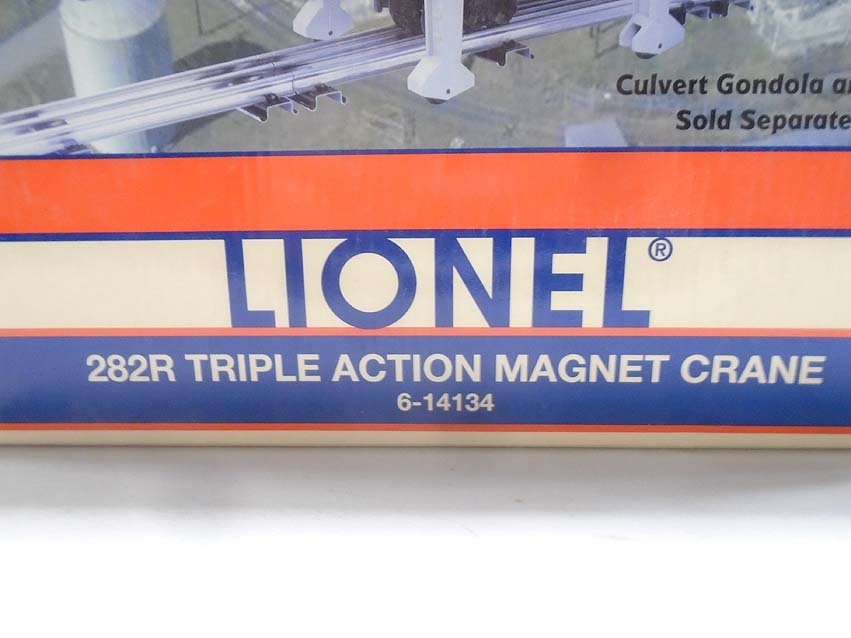 Culvert Gondola a
Sold Separate
LIONEL®
282R TRIPLE ACTION MAGNET CRANE
6-14134